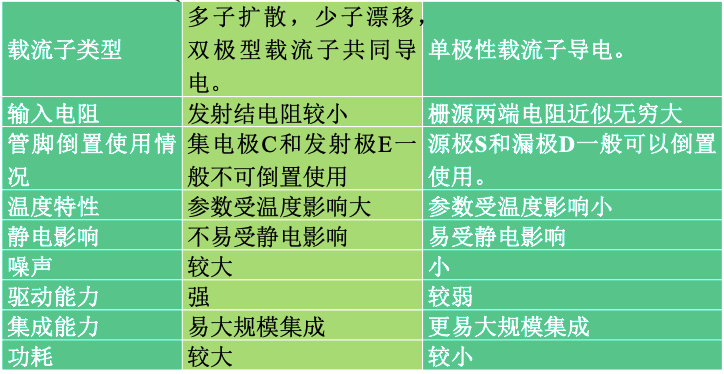 载流子类型
多子扩散，少子漂移，
双极型载流子共同导
电。
单极性载流子导电。
输入电阻
发射结电阻较小
栅源两端电阻近似无穷大
管脚倒置使用情
况
集电极C和发射极E一
般不可倒置使用
源极S和漏极D一般可以倒置
使用。
温度特性
参数受温度影响大
参数受温度影响小
静电影响
不易受静电影响
易受静电影响
噪声
较大
小
驱动能力
强
较弱
集成能力
易大规模集成
更易大规模集成
功耗
较大
较小